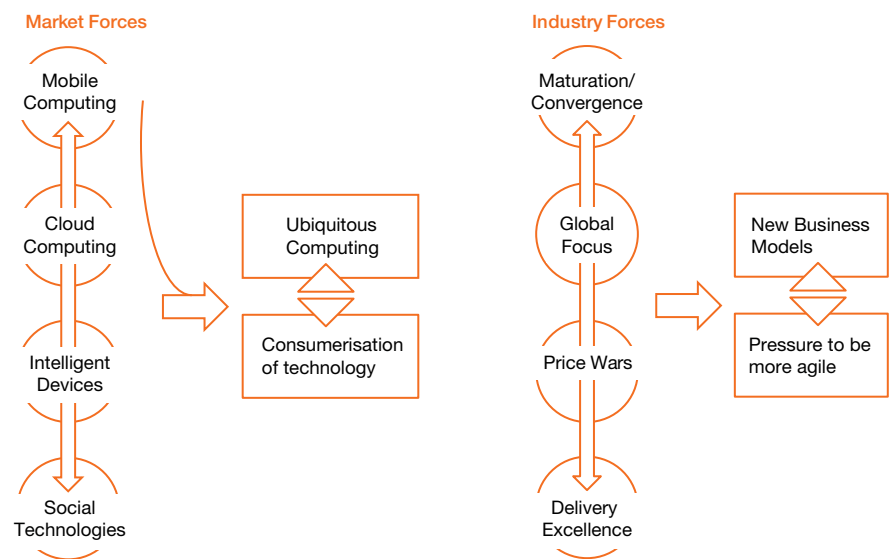 Market Forces
Mobile
Computing
Cloud
Computing
Intelligent
Devices
Social
Technologies
Ubiquitous
Computing
Consumerisation
of technology
Industry Forces
Maturation/
Convergence
Global
Focus
Price Wars
Delivery
Excellence
New Business
Models
Pressure to be
more agile